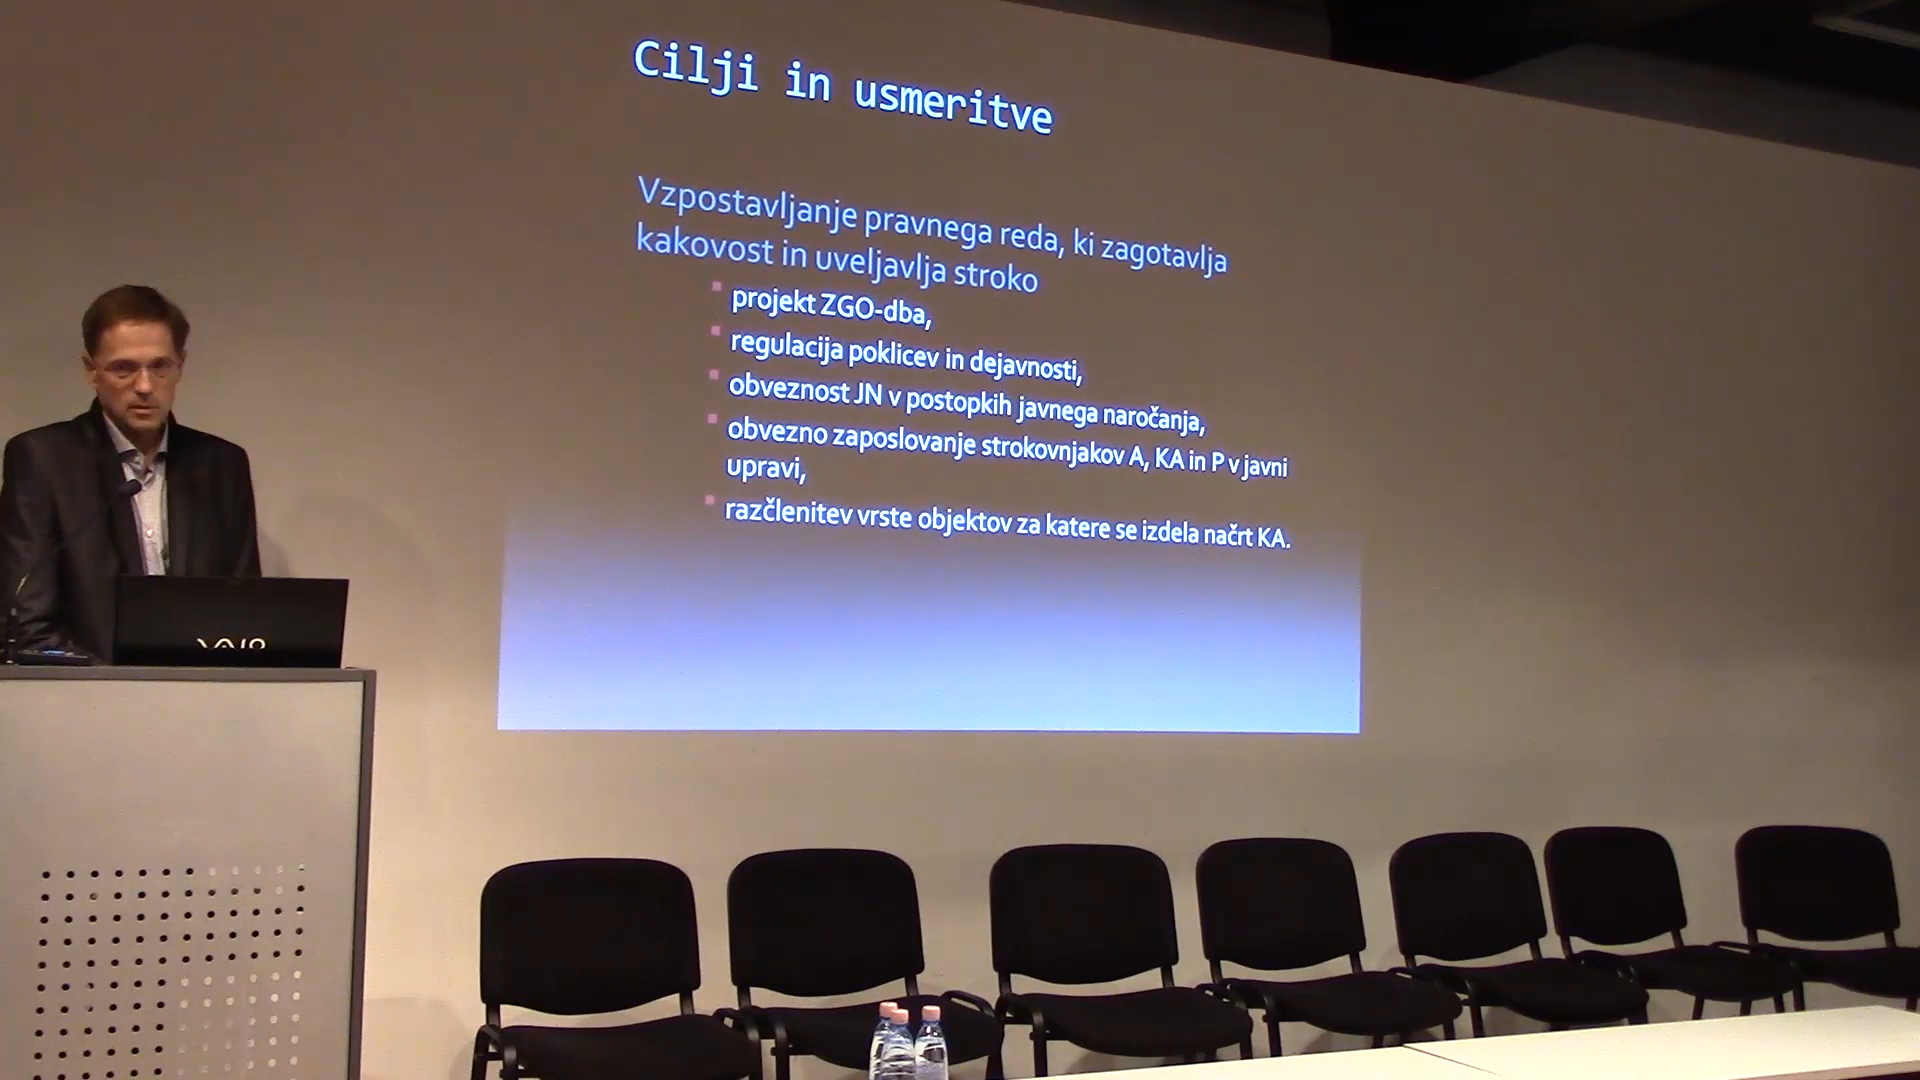 Cilji in usmeritve
Vzpostavljanje pravnega reda, ki zagotavlja
kakovost in uveljavlja stroko
projekt ZGO-dba,
regulacija poklicev in dejavnosti,
obveznost JN v postopkih javnega naročanja,
obvezno zaposlovanje strokovnjakov A, KA in P v javni
upravi,
razčlenitev vrste objektov za katere se izdela načrt KA.
VAIO